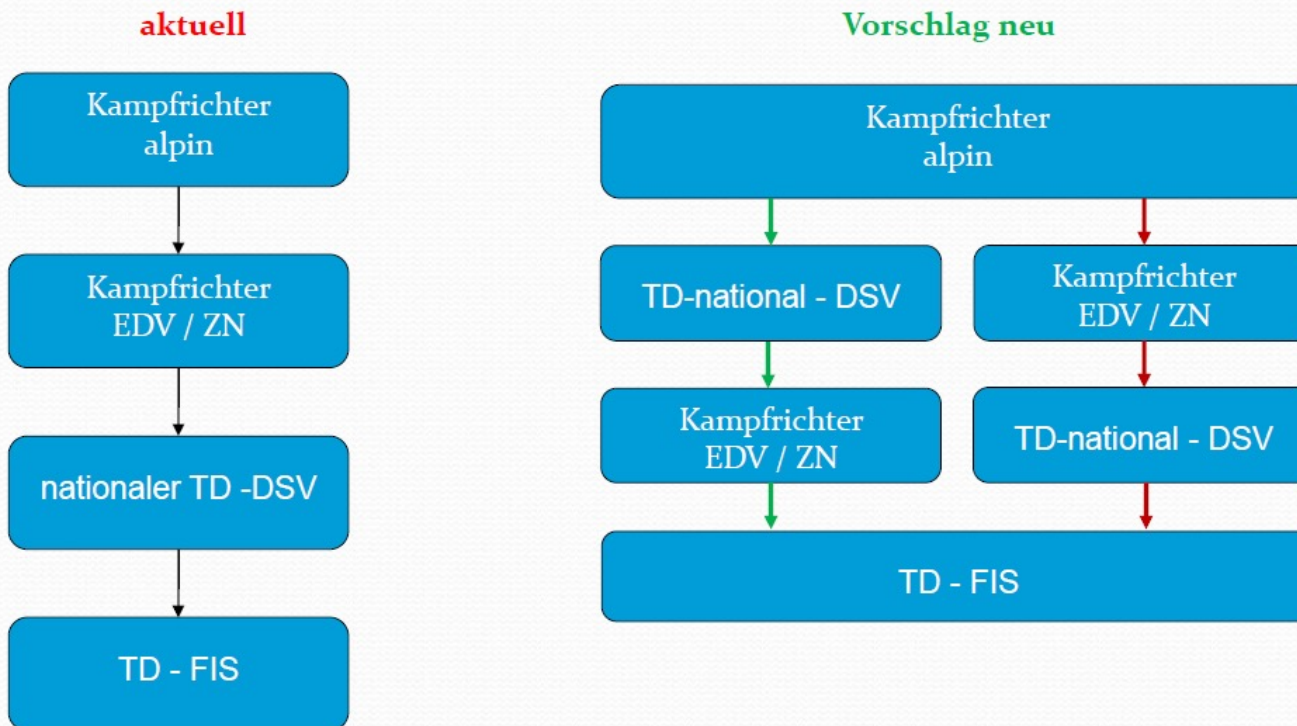 aktuell
Kampfrichter
alpin
Kampfrichter
EDV / ZN
nationaler TD -DSV
TD - FIS
Vorschlag neu
Kampfrichter
alpin
TD-national - DSV
Kampfrichter
EDV / ZN
Kampfrichter
EDV / ZN
TD-national - DSV
TD - FIS